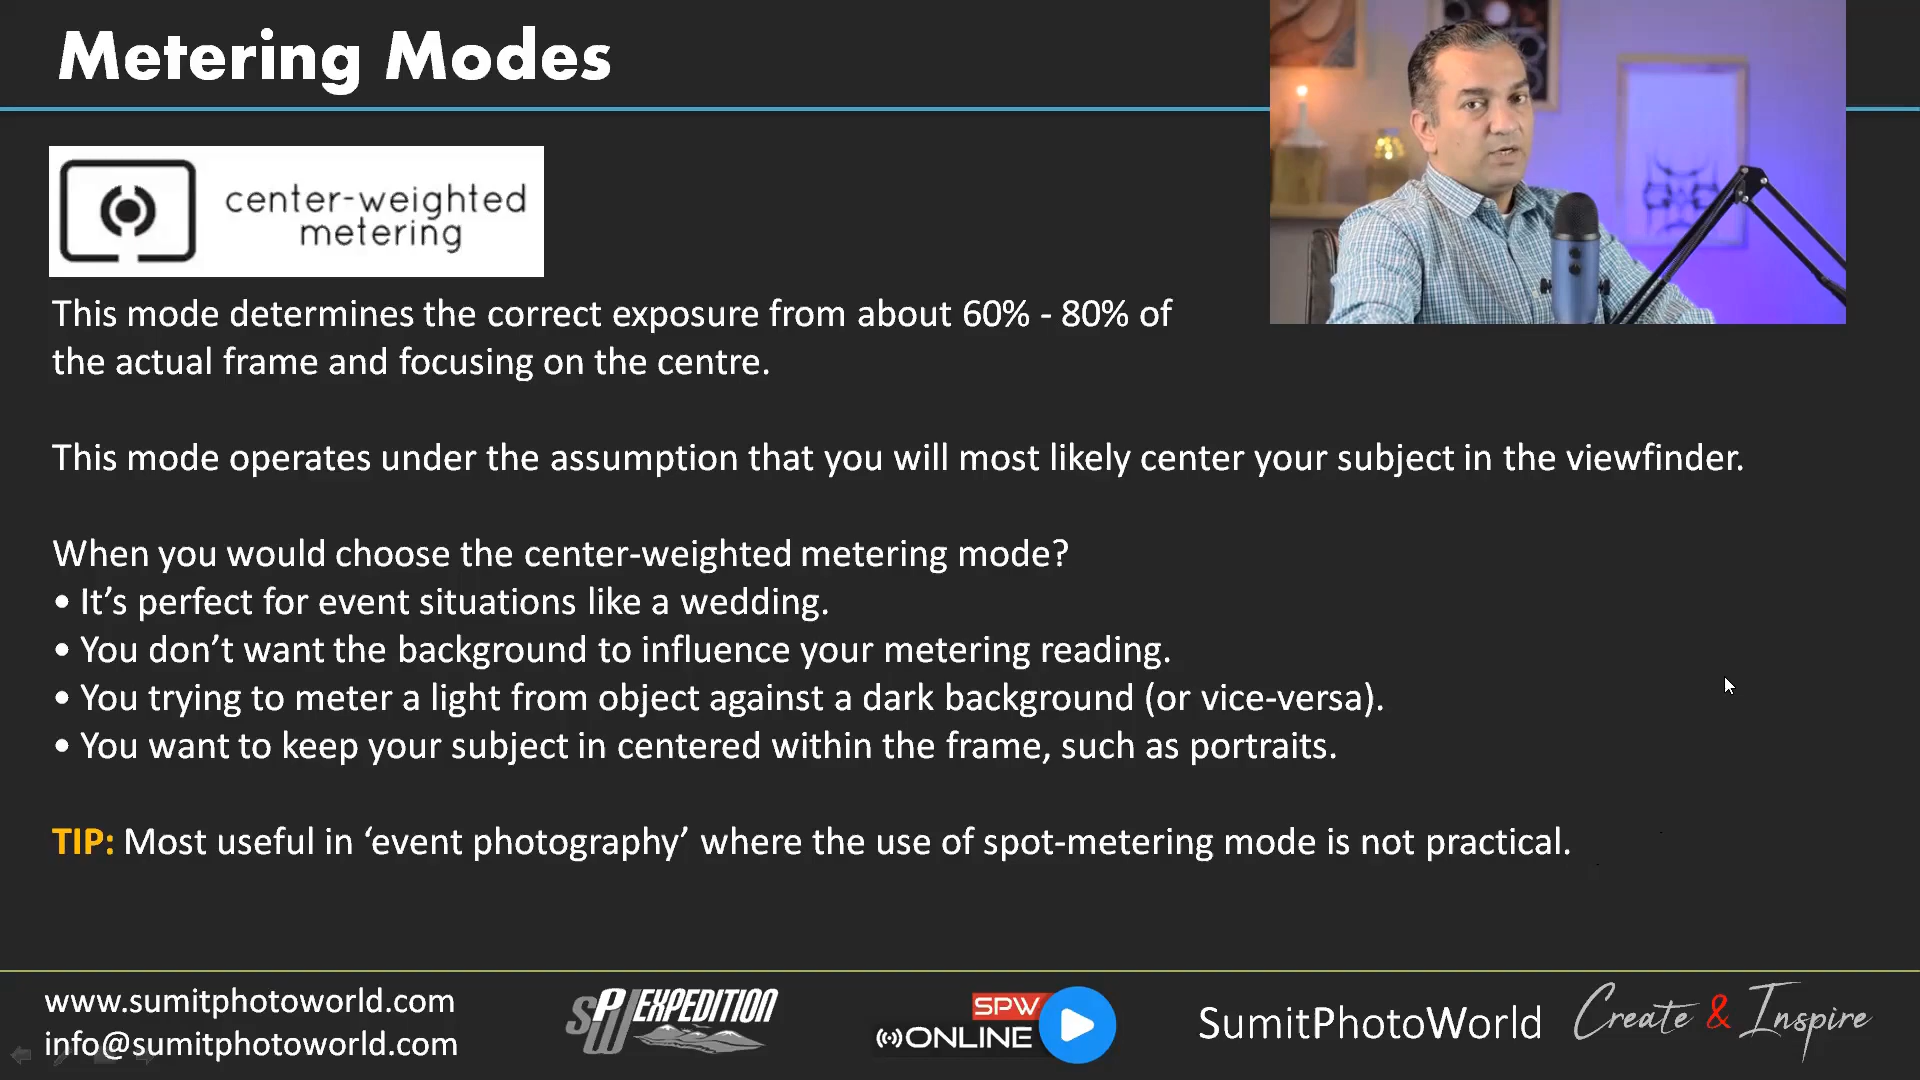 Metering Modes
center-weighted
metering
This mode determines the correct exposure from about 60% - 80% of
the actual frame and focusing on the centre.
This mode operates under the assumption that you will most likely center your subject in the viewfinder.
When you would choose the center-weighted metering mode?
• It’s perfect for event situations like a wedding.
• You don’t want the background to influence your metering reading.
• You trying to meter a light from object against a dark background (or vice-versa).
• You want to keep your subject in centered within the frame, such as portraits.
TIP: Most useful in ‘event photography’ where the use of spot-metering mode is not practical.
www.sumitphotoworld.com
info@sumitphotoworld.com
SPW EXPEDITION
SPW
ONLINE
SumitPhotoWorld
Create & Inspire